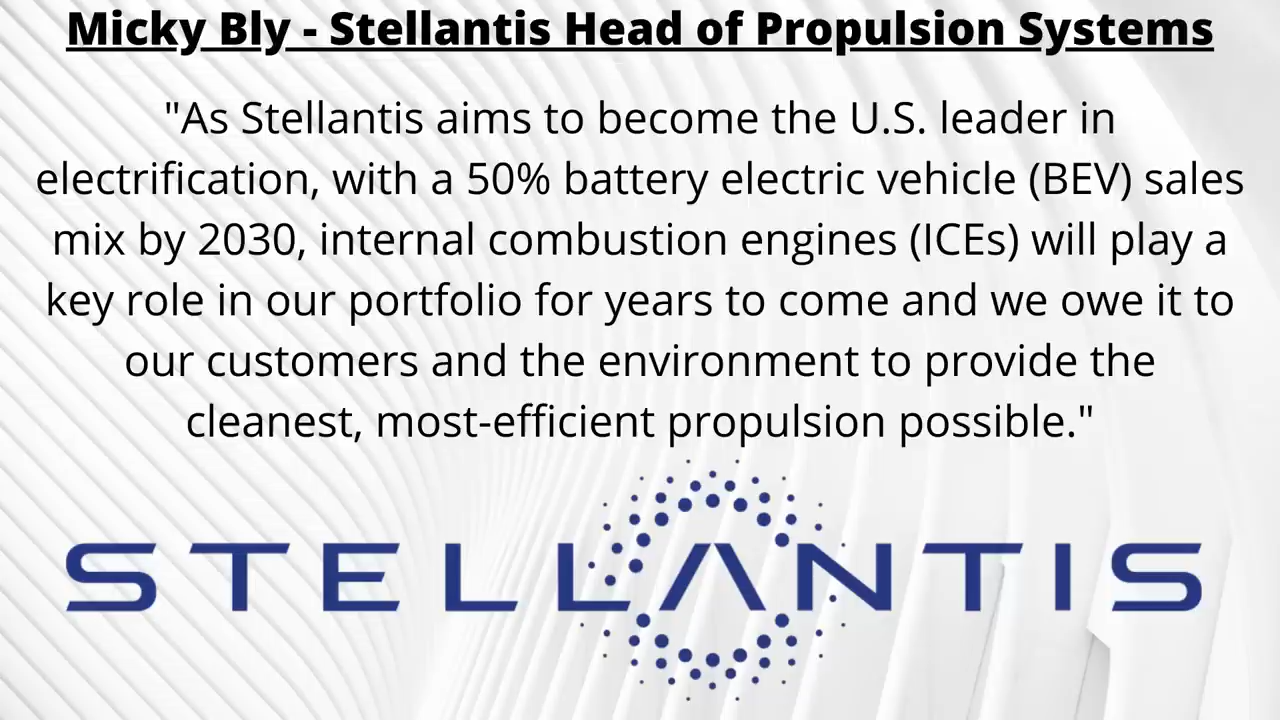 Micky Bly - Stellantis Head of Propulsion Systems
"As Stellantis aims to become the U.S. leader in
electrification, with a 50% battery electric vehicle (BEV) sales
mix by 2030, internal combustion engines (ICEs) will play a
key role in our portfolio for years to come and we owe it to
our customers and the environment to provide the
cleanest, most-efficient propulsion possible."
STELLANTIS